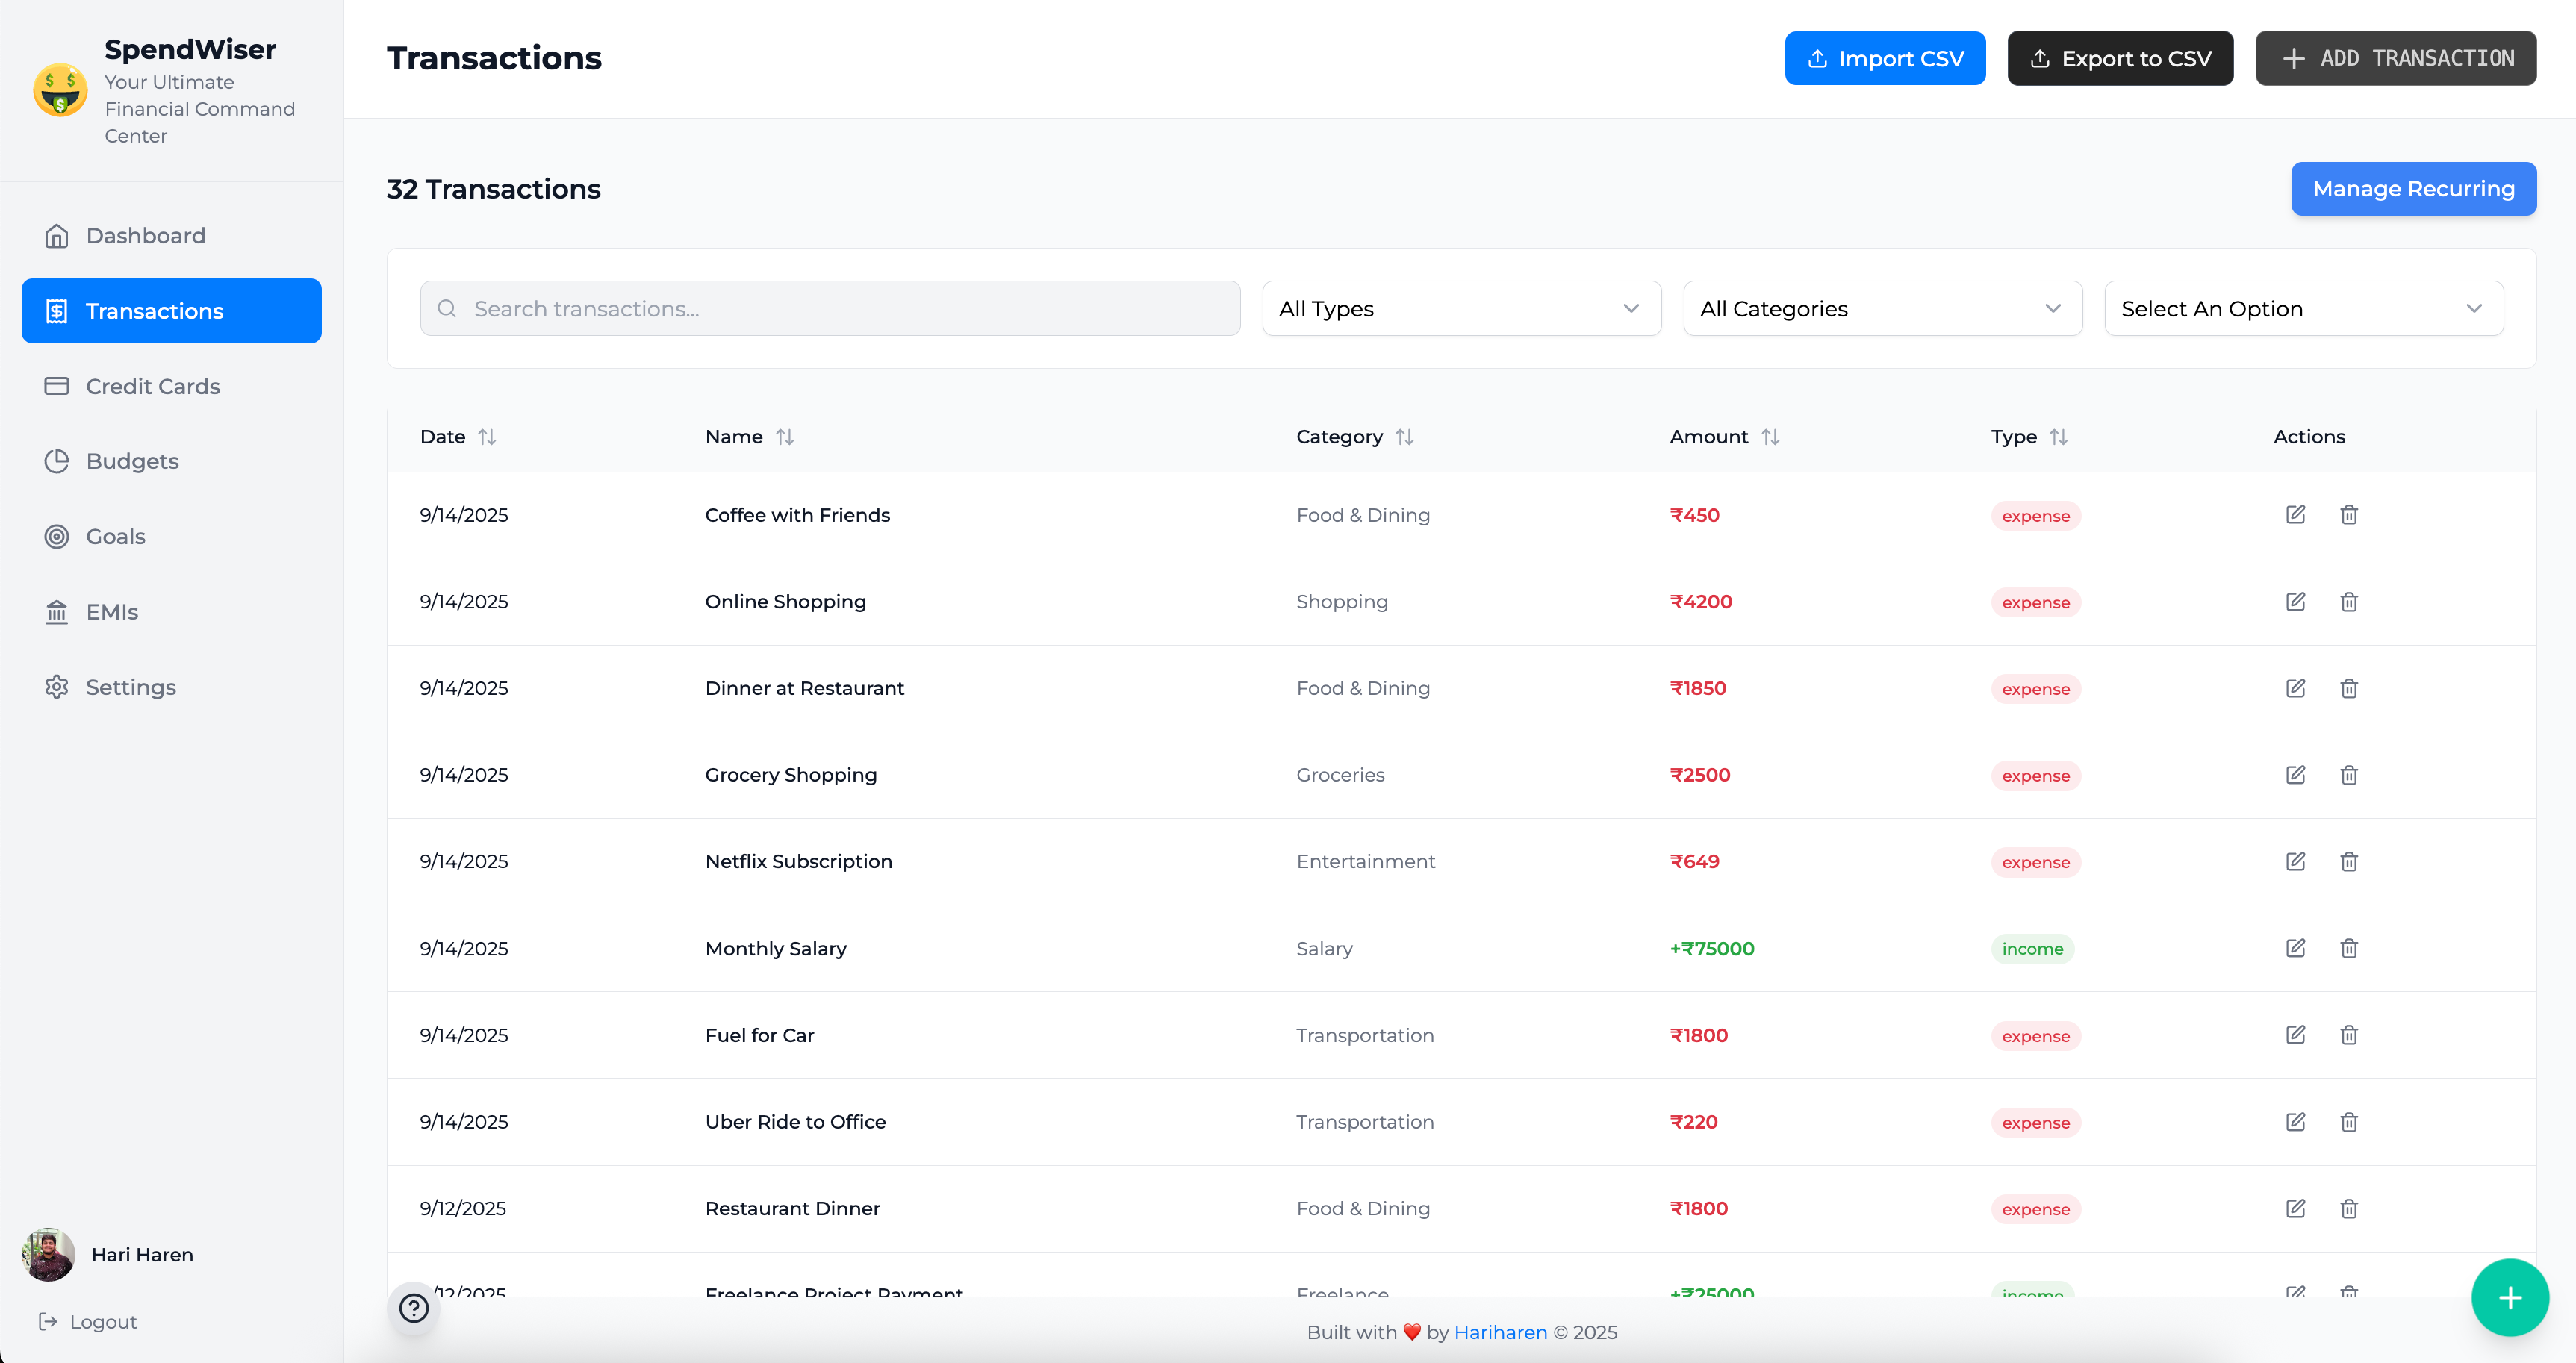 SpendWiser
Your Ultimate
Financial Command
Center
Dashboard
Transactions
Credit Cards
Budgets
Goals
EMIs
Settings
Hari Haren
Logout
Transactions
Import CSV
Export to CSV
ADD TRANSACTION
32 Transactions
Manage Recurring
Search transactions...
All Types
All Categories
Select An Option
Date Name Category Amount Type Actions
9/14/2025 Coffee with Friends Food & Dining ₹450 expense
9/14/2025 Online Shopping Shopping ₹4200 expense
9/14/2025 Dinner at Restaurant Food & Dining ₹1850 expense
9/14/2025 Grocery Shopping Groceries ₹2500 expense
9/14/2025 Netflix Subscription Entertainment ₹649 expense
9/14/2025 Monthly Salary Salary +₹75000 income
9/14/2025 Fuel for Car Transportation ₹1800 expense
9/14/2025 Uber Ride to Office Transportation ₹220 expense
9/12/2025 Restaurant Dinner Food & Dining ₹1800 expense
/12/2025 Freelance Project Payment Freelance +₹25000 income
Built with ❤️ by Hariharen © 2025